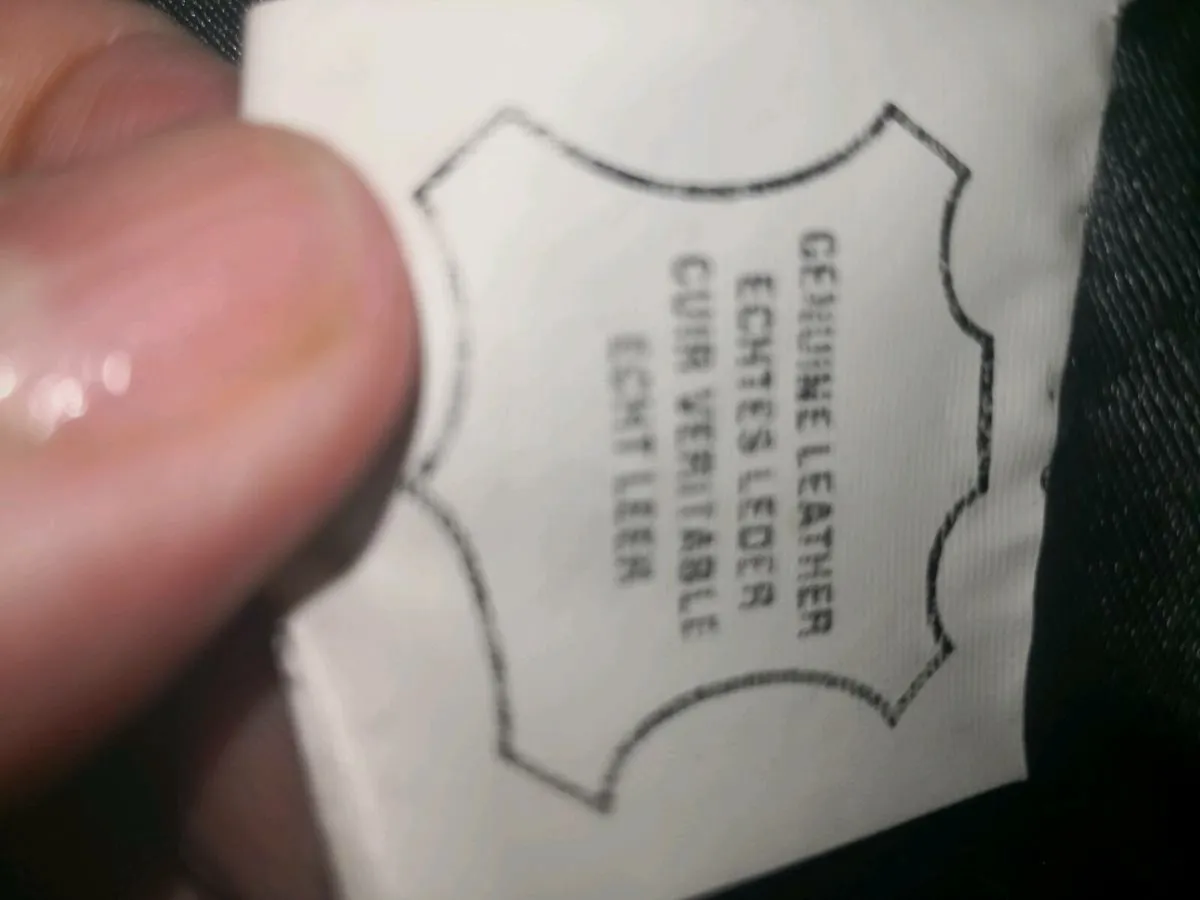 GENUINE LEATHER
ECHTES LEDER
CUIR VERITABLE
ECHT LEER